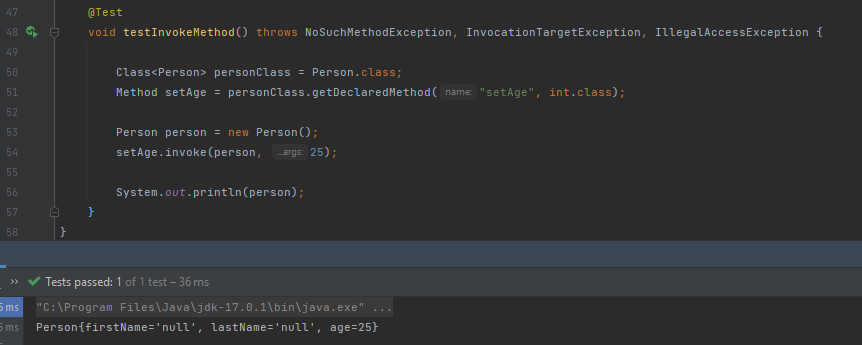 47 @Test
48 void testInvokeMethod() throws NoSuchMethodException, InvocationTargetException, IllegalAccessException {
49
50 Class<Person> personClass = Person.class;
51 Method setAge = personClass.getDeclaredMethod( name: "setAge", int.class);
52
53 Person person = new Person();
54 setAge.invoke(person, ...args: 25);
55
56 System.out.println(person);
57 }
58 }
›› Tests passed: 1 of 1 test – 36 ms
ms "C:\Program Files\Java\jdk-17.0.1\bin\java.exe" ...
ms Person{firstName='null', lastName='null', age=25}